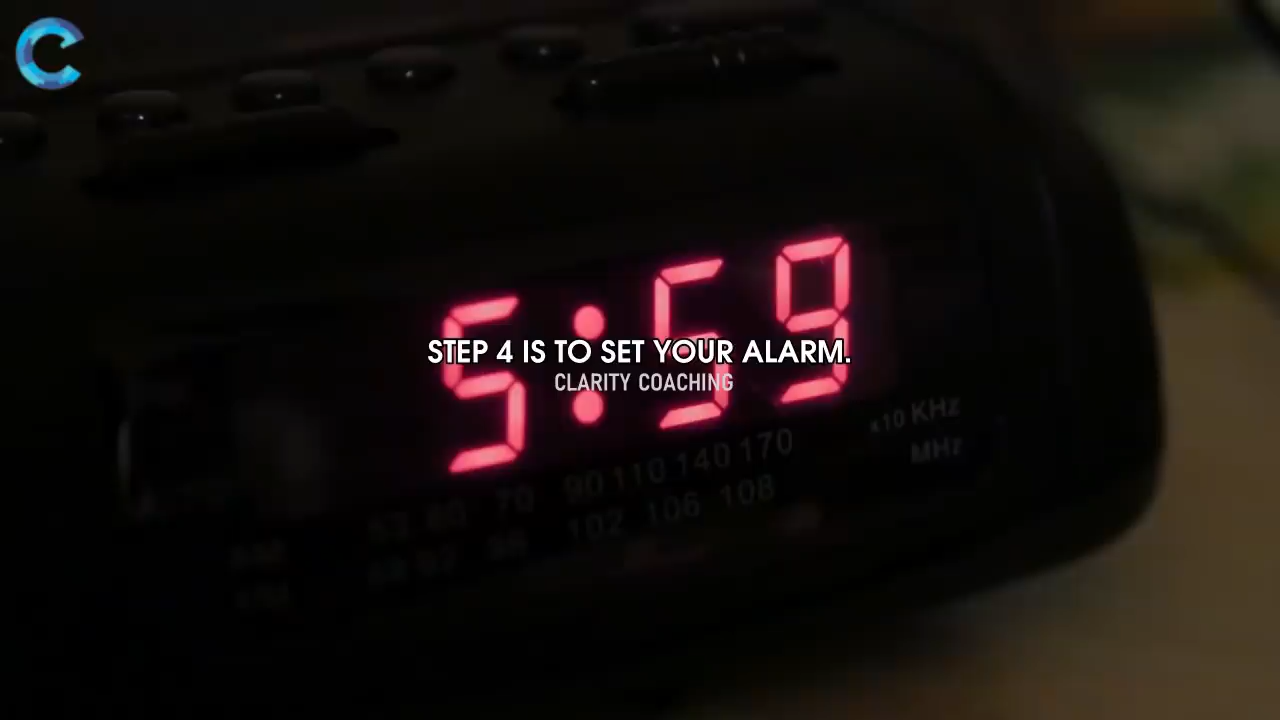 5:59
STEP 4 IS TO SET YOUR ALARM.
CLARITY COACHING
x10 KHz
70 90 110 140 170
MHz
102 106 108